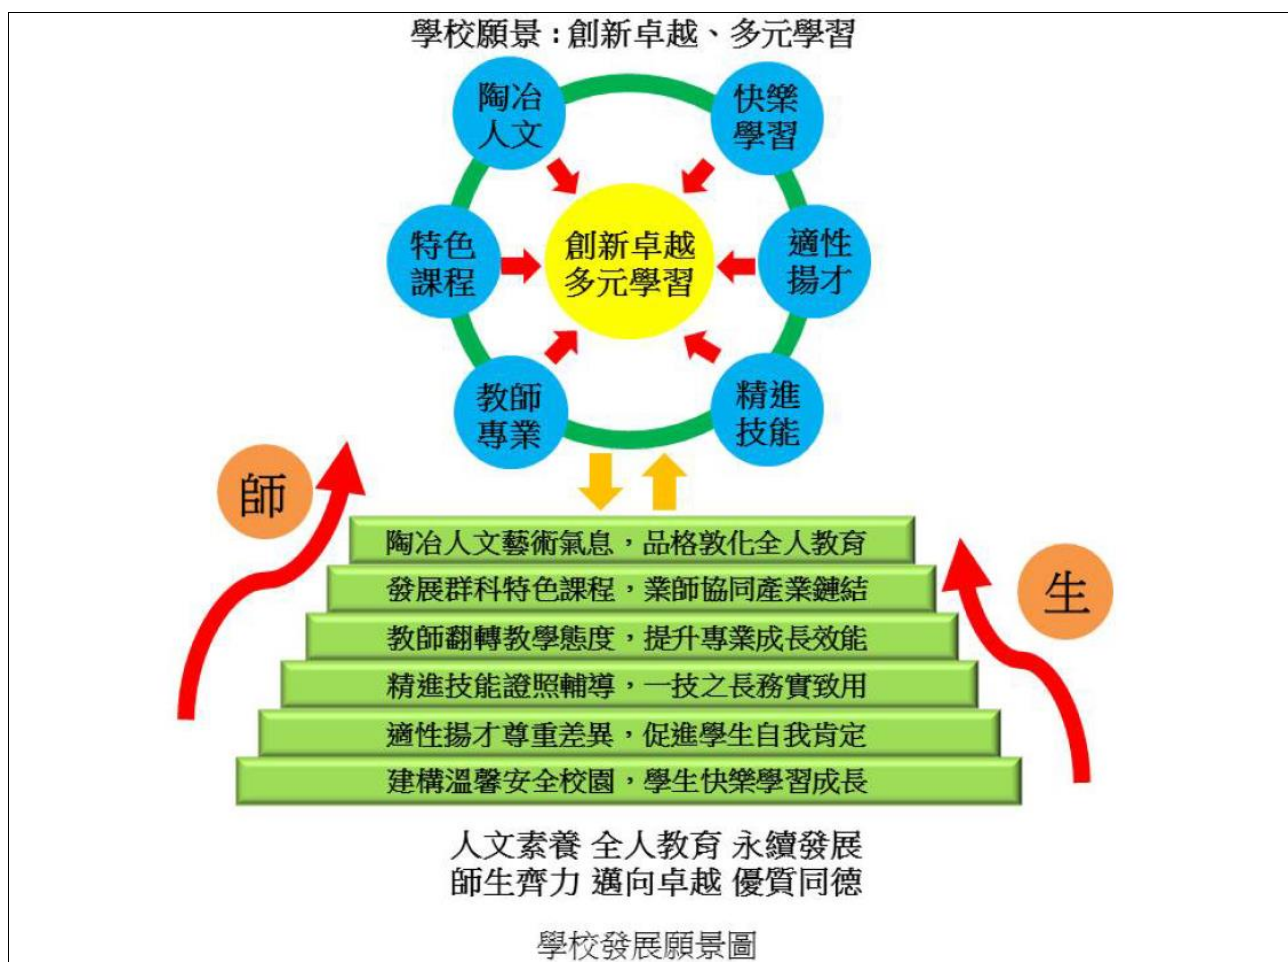 學校願景：創新卓越、多元學習
陶冶
人文
快樂
學習
特色
課程
創新卓越
多元學習
適性
揚才
教師
專業
精進
技能
師
生
陶冶人文藝術氣息，品格敦化全人教育
發展群科特色課程，業師協同產業鏈結
教師翻轉教學態度，提升專業成長效能
精進技能證照輔導，一技之長務實致用
適性揚才尊重差異，促進學生自我肯定
建構溫馨安全校園，學生快樂學習成長
人文素養 全人教育 永續發展
師生齊力 邁向卓越 優質同德
學校發展願景圖